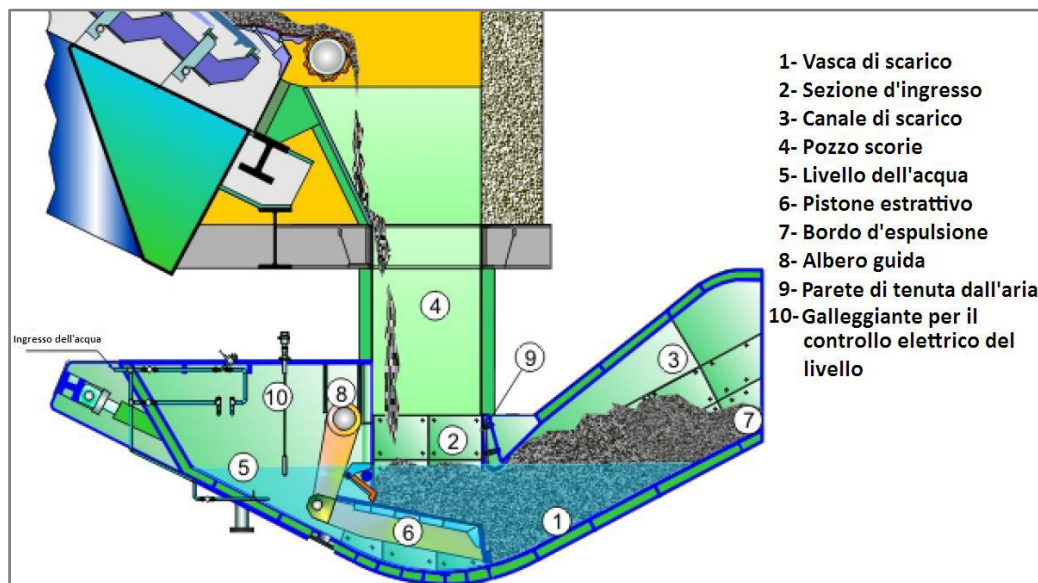 1- Vasca di scarico
2- Sezione d'ingresso
3- Canale di scarico
4- Pozzo scorie
5- Livello dell'acqua
6- Pistone estrattivo
7- Bordo d'espulsione
8- Albero guida
9- Parete di tenuta dall'aria
10- Galleggiante per il
controllo elettrico del
livello
4
Ingresso dell'acqua
9
3
10
8
7
2
5
1
6